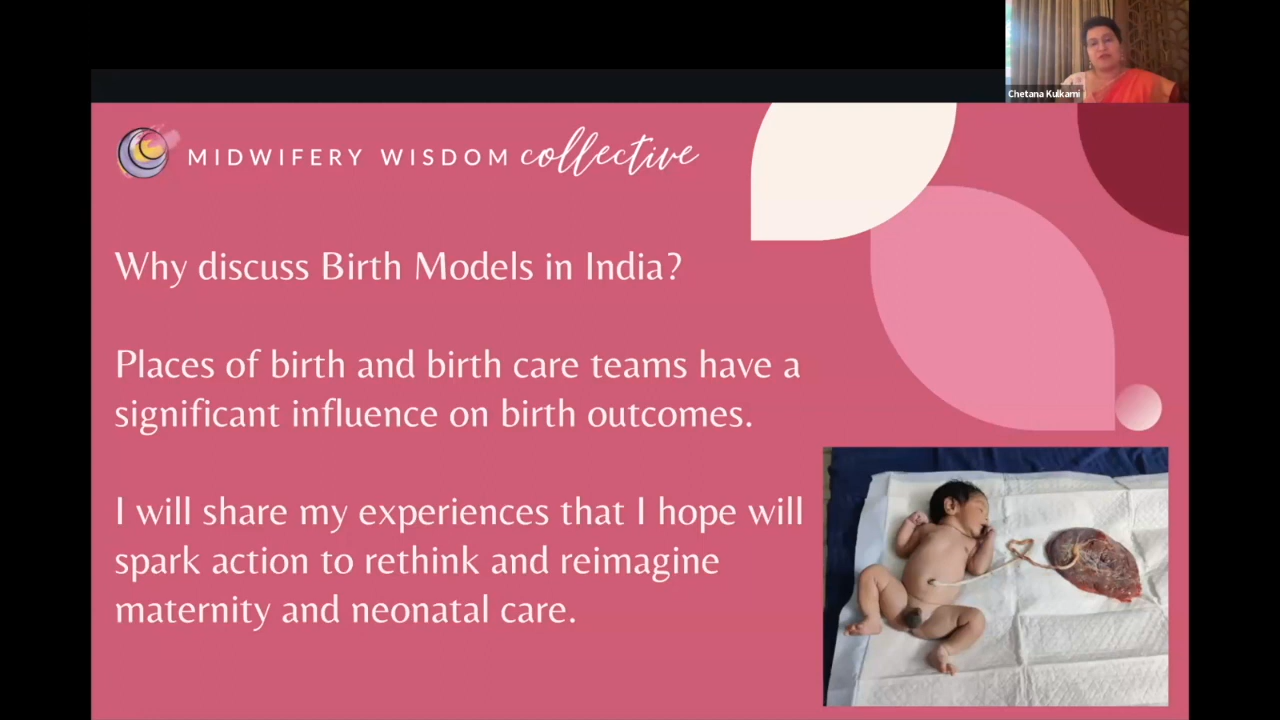 Chetana Kulkarni
MIDWIFERY WISDOM collective
Why discuss Birth Models in India?
Places of birth and birth care teams have a
significant influence on birth outcomes.
I will share my experiences that I hope will
spark action to rethink and reimagine
maternity and neonatal care.